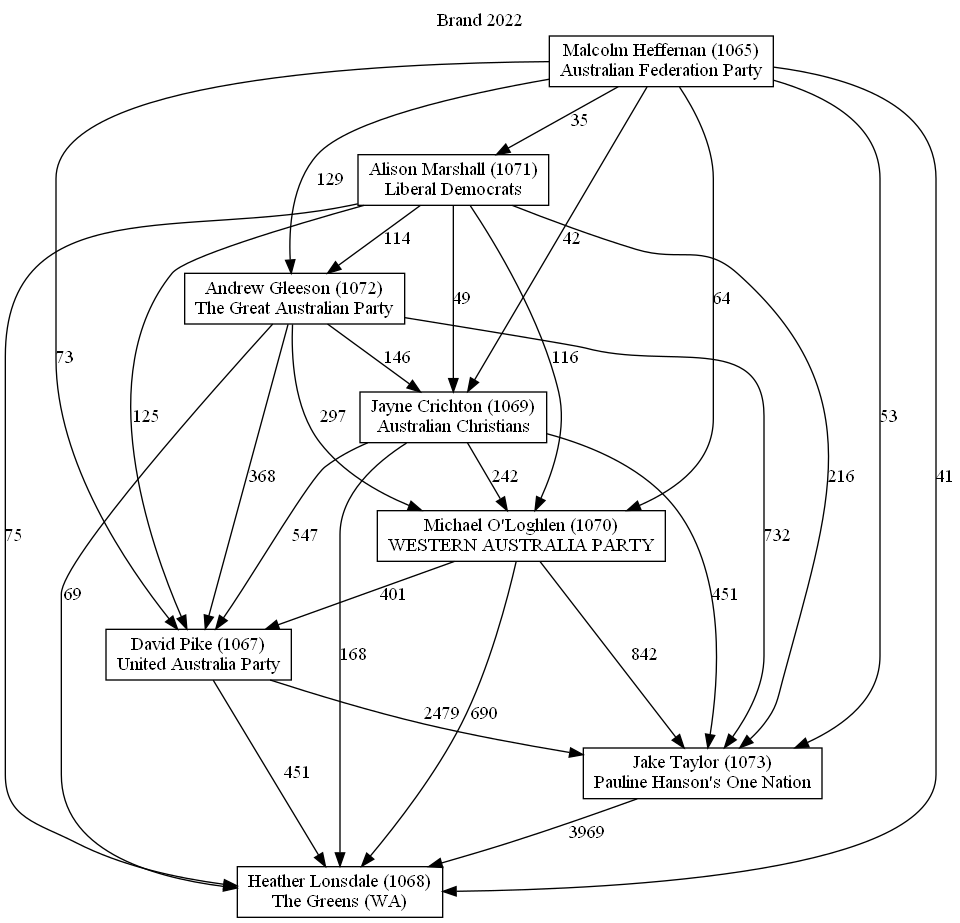 Brand 2022
Malcolm Heffernan (1065)
Australian Federation Party
35
Alison Marshall (1071)
Liberal Democrats
129
114
42
Andrew Gleeson (1072)
The Great Australian Party
49
64
73
146
116
Jayne Crichton (1069)
Australian Christians
125
297
53
368
242
216
41
Michael O'Loghlen (1070)
WESTERN AUSTRALIA PARTY
75
547
732
69
401
451
David Pike (1067)
United Australia Party
168
842
2479
690
451
Jake Taylor (1073)
Pauline Hanson's One Nation
3969
Heather Lonsdale (1068)
The Greens (WA)